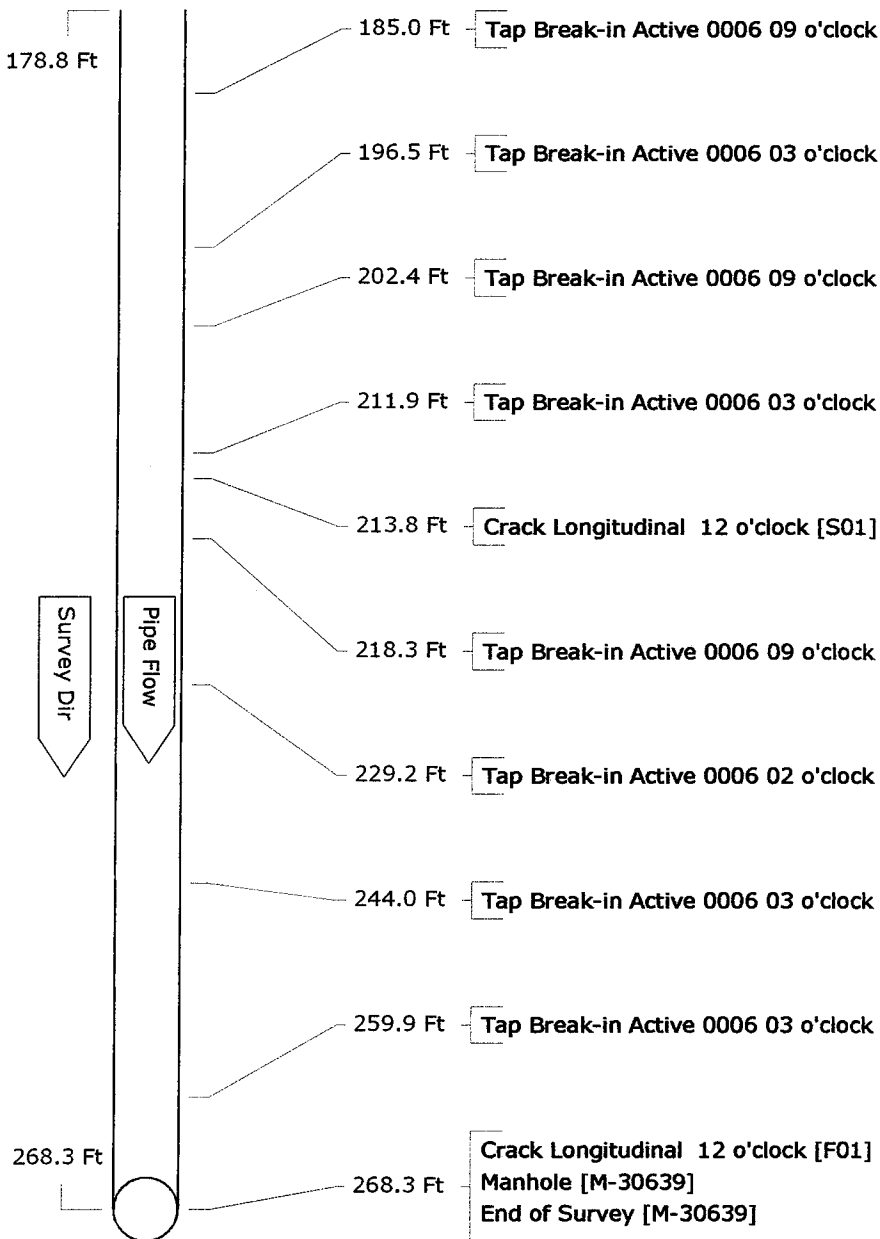 178.8 Ft
185.0 Ft Tap Break-in Active 0006 09 o'clock
196.5 Ft Tap Break-in Active 0006 03 o'clock
202.4 Ft Tap Break-in Active 0006 09 o'clock
211.9 Ft Tap Break-in Active 0006 03 o'clock
213.8 Ft Crack Longitudinal 12 o'clock [S01]
Survey Dir
Pipe Flow
218.3 Ft Tap Break-in Active 0006 09 o'clock
229.2 Ft Tap Break-in Active 0006 02 o'clock
244.0 Ft Tap Break-in Active 0006 03 o'clock
259.9 Ft Tap Break-in Active 0006 03 o'clock
268.3 Ft
268.3 Ft
Crack Longitudinal 12 o'clock [F01]
Manhole [M-30639]
End of Survey [M-30639]